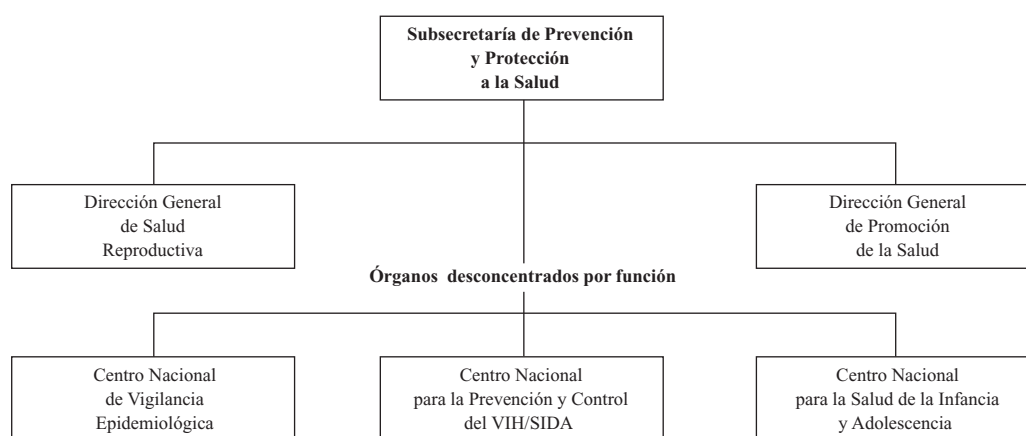 Subsecretaría de Prevención
y Protección
a la Salud
Dirección General
de Salud
Reproductiva
Dirección General
de Promoción
de la Salud
Órganos desconcentrados por función
Centro Nacional
de Vigilancia
Epidemiológica
Centro Nacional
para la Prevención y Control
del VIH/SIDA
Centro Nacional
para la Salud de la Infancia
y Adolescencia